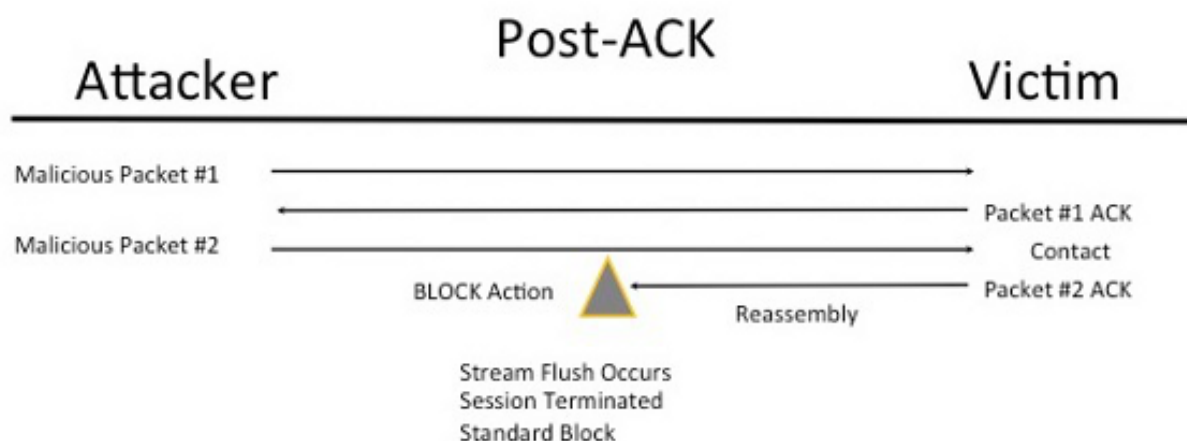 Post-ACK
Attacker
Victim
Malicious Packet #1
Packet #1 ACK
Malicious Packet #2
Contact
BLOCK Action
Packet #2 ACK
Reassembly
Stream Flush Occurs
Session Terminated
Standard Block